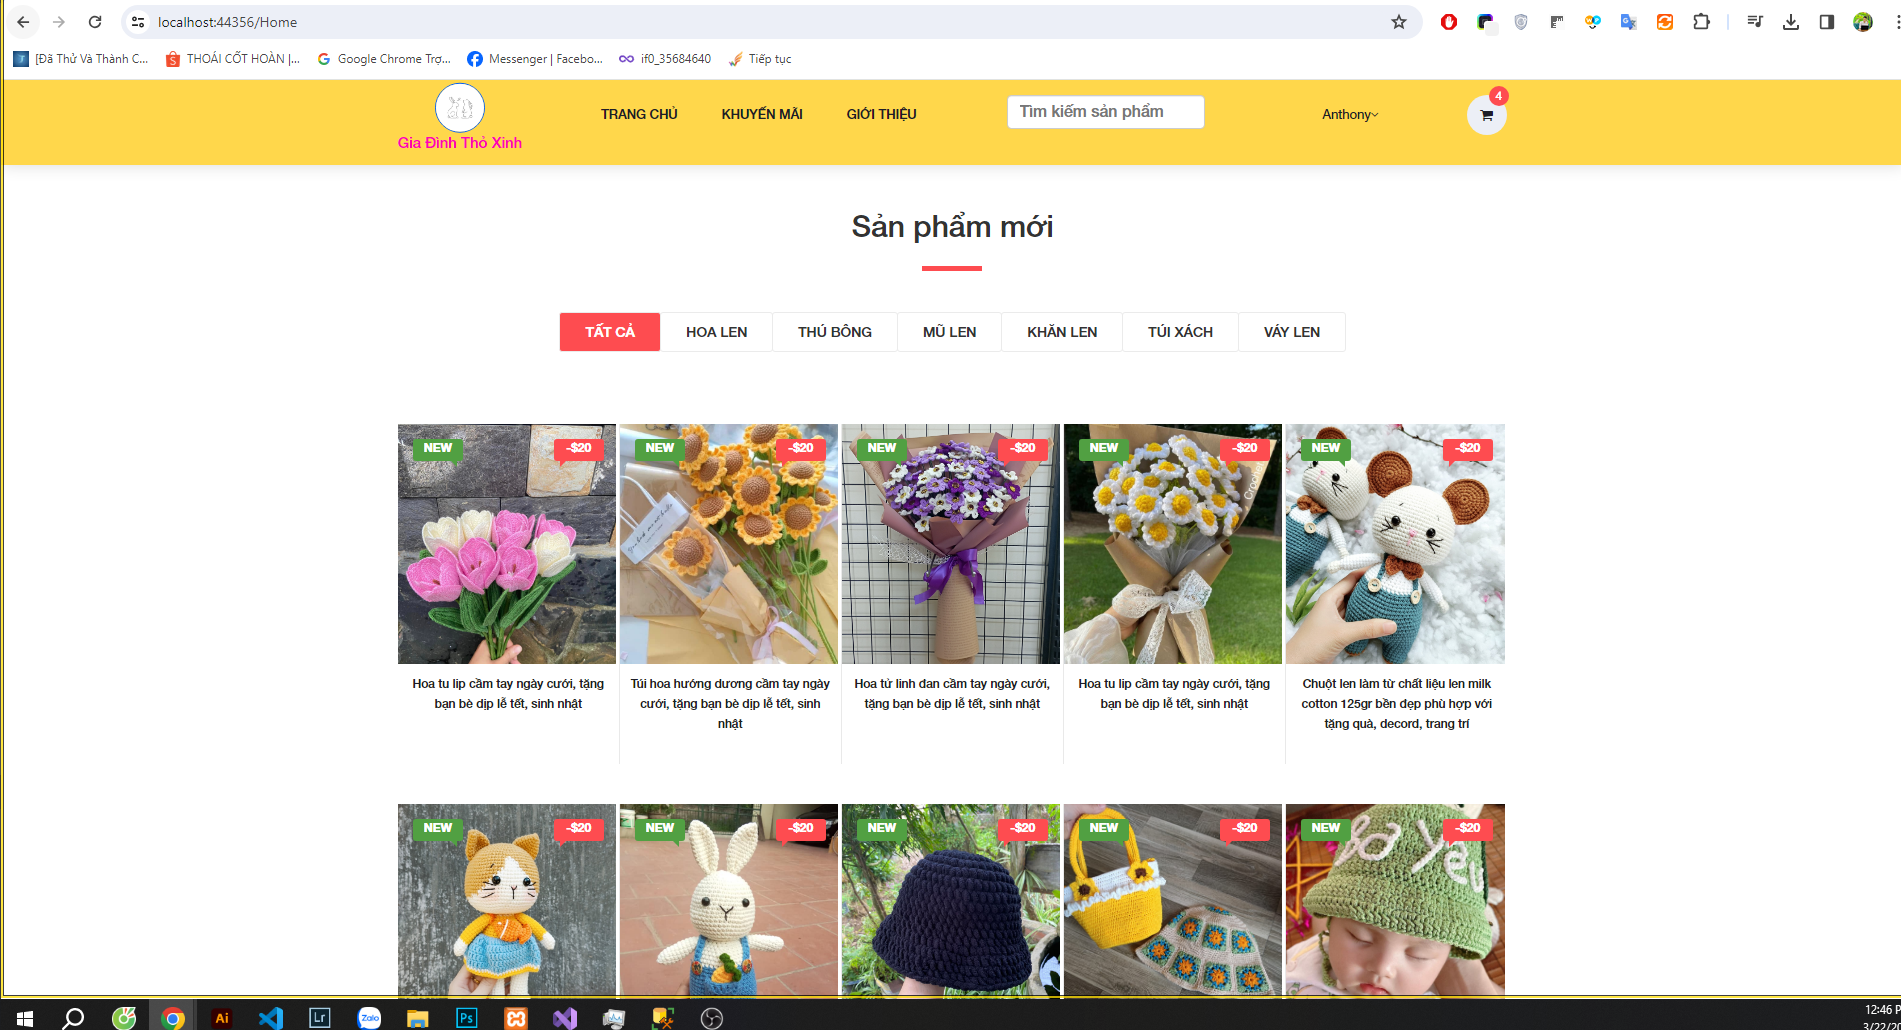 localhost:44356/Home
[Đã Thử Và Thành C...
THOÁI CỐT HOÀN |...
Google Chrome Trợ...
Messenger | Facebo...
if0_35684640
Tiếp tục
Gia Đình Thỏ Xinh
TRANG CHỦ
KHUYẾN MÃI
GIỚI THIỆU
Tìm kiếm sản phẩm
Anthony
4
Sản phẩm mới
TẤT CẢ
HOA LEN
THÚ BÔNG
MŨ LEN
KHĂN LEN
TÚI XÁCH
VÁY LEN
NEW
-$20
NEW
-$20
NEW
-$20
NEW
-$20
Croch
NEW
-$20
Hoa tu lip cầm tay ngày cưới, tặng
bạn bè dịp lễ tết, sinh nhật
Túi hoa hướng dương cầm tay ngày
cưới, tặng bạn bè dịp lễ tết, sinh
nhật
Hoa tử linh đan cầm tay ngày cưới,
tặng bạn bè dịp lễ tết, sinh nhật
Hoa tu lip cầm tay ngày cưới, tặng
bạn bè dịp lễ tết, sinh nhật
Chuột len làm từ chất liệu len milk
cotton 125gr bền đẹp phù hợp với
tặng quà, decord, trang trí
NEW
-$20
NEW
-$20
NEW
-$20
NEW
-$20
NEW
-$20
Ai
Lr
Zalo
Ps
12:46 P
3/22/20